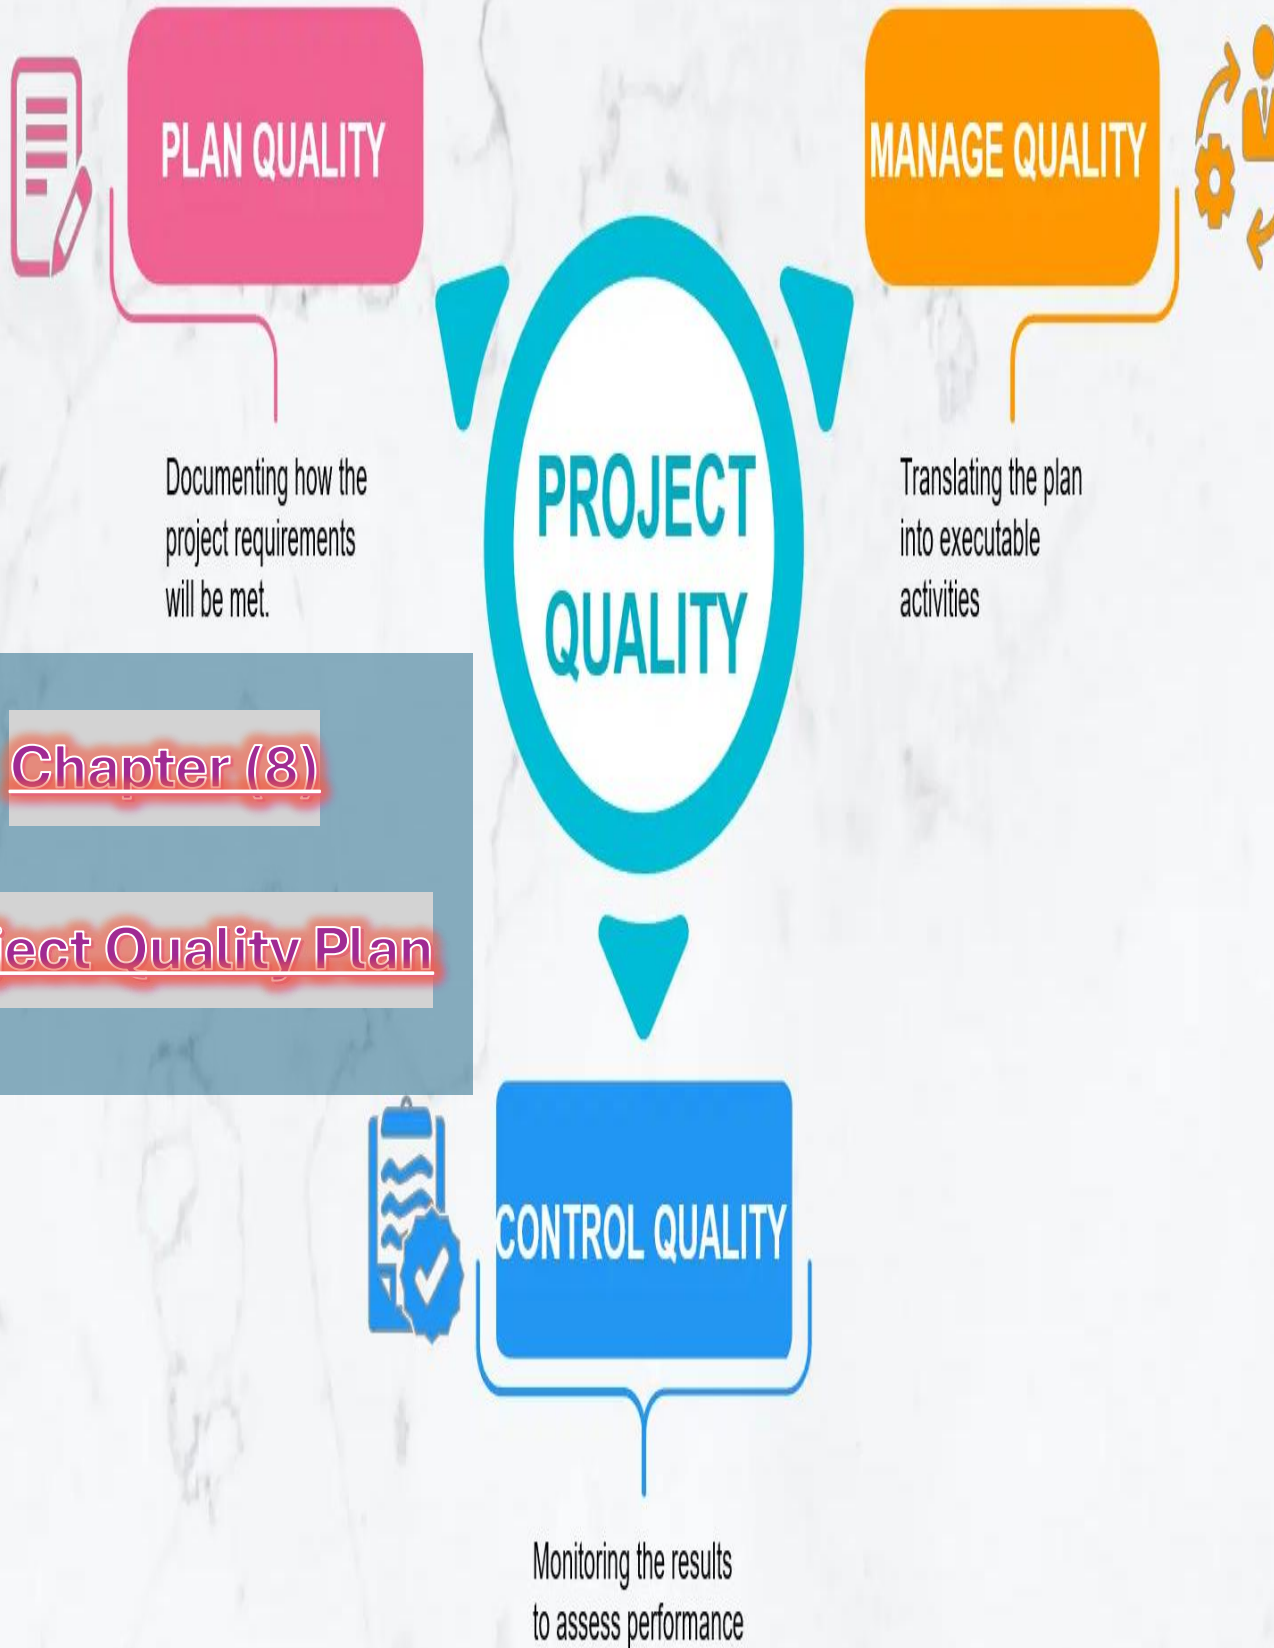 PLAN QUALITY
MANAGE QUALITY
Documenting how the
project requirements
will be met.
PROJECT
QUALITY
Translating the plan
into executable
activities
Chapter (8)
ject Quality Plan
CONTROL QUALITY
Monitoring the results
to assess performance